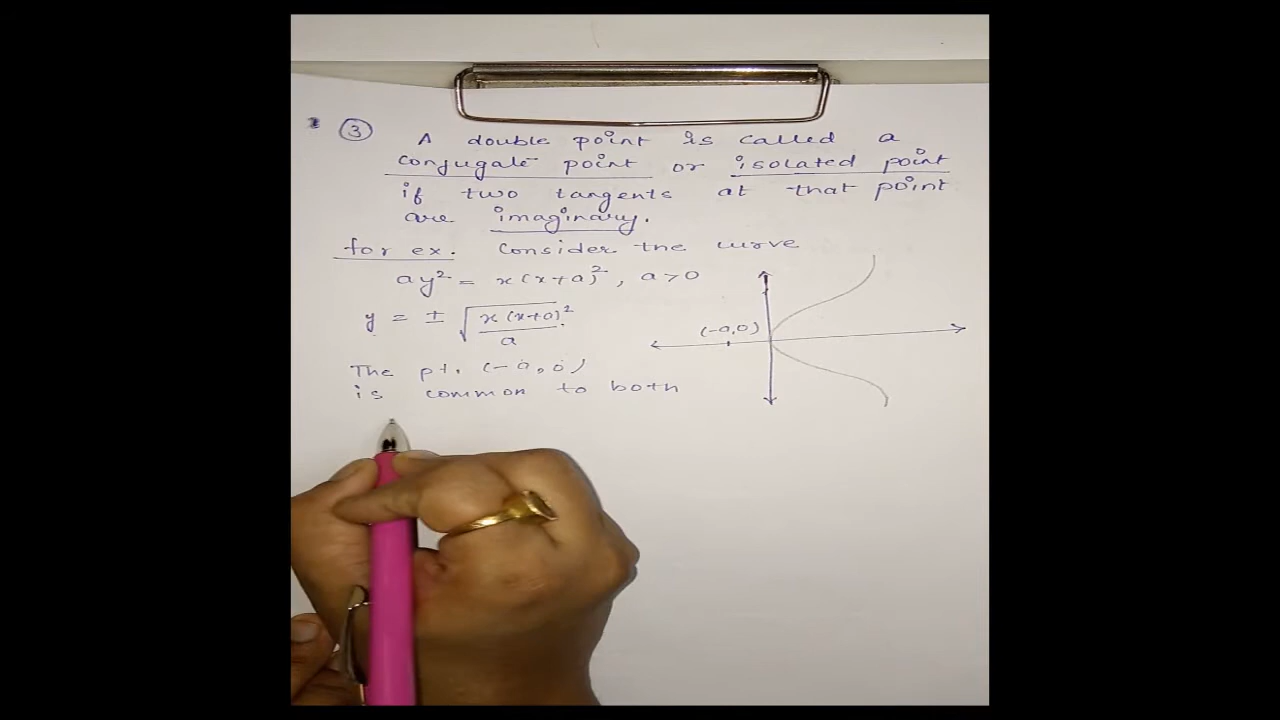 ③ A double point is called a
conjugate point or isolated point
if two tangents at that point
are imaginary.
for ex. Consider the curve
ay² = x(x+a)², a>0
y = ± √(x(x+a)²/a)
(-a,0)
The pt. (-a,0)
is common to both